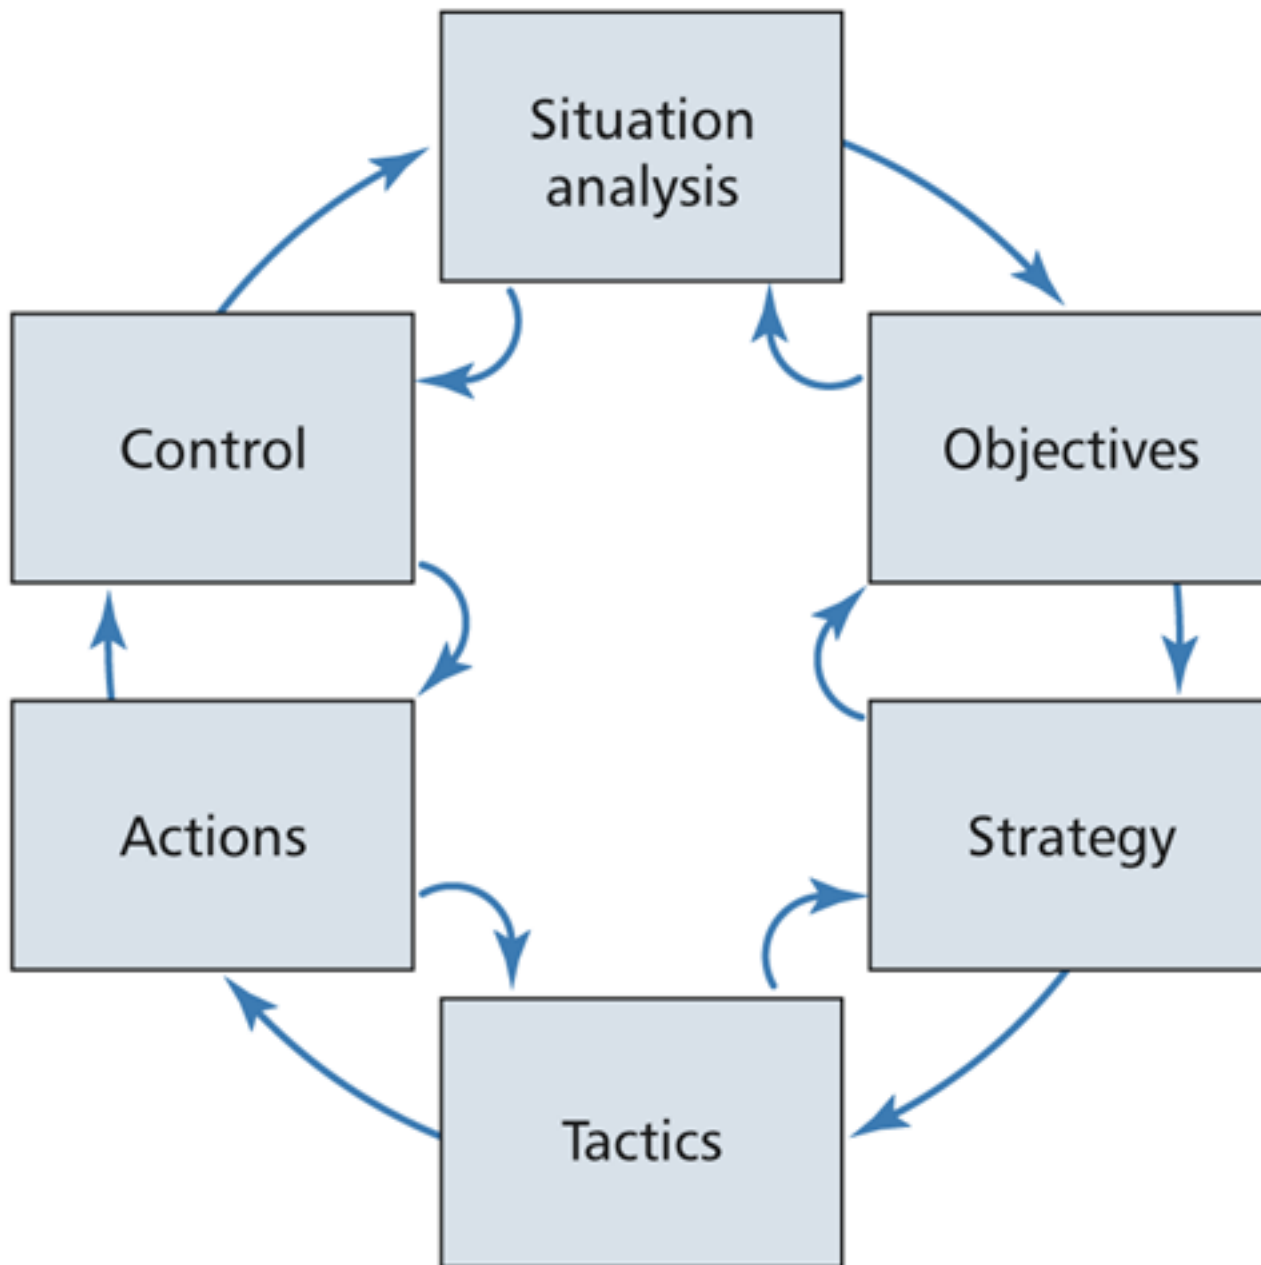 Situation
analysis
Objectives
Strategy
Tactics
Actions
Control